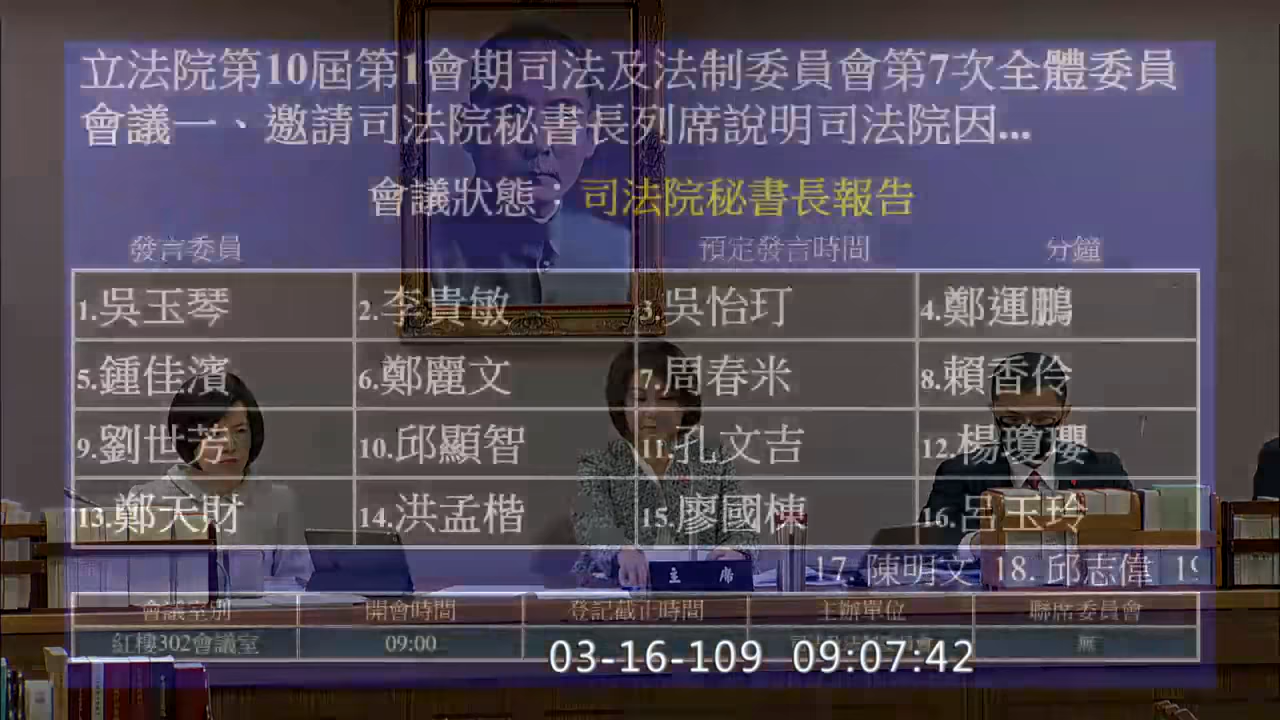 立法院第10屆第1會期司法及法制委員會第7次全體委員
會議一、邀請司法院秘書長列席說明司法院因...
會議狀態：司法院秘書長報告
發言委員 預定發言時間 分鐘
1.吳玉琴 2.李貴敏 3.吳怡玎 4.鄭運鵬
5.鍾佳濱 6.鄭麗文 7.周春米 8.賴香伶
9.劉世芳 10.邱顯智 11.孔文吉 12.楊瓊瓔
13.鄭天財 14.洪孟楷 15.廖國棟 16.呂玉玲
17. 陳明文 18. 邱志偉 19
主 席
會議室別 開會時間 登記截止時間 主辦單位 聯席委員會
紅樓302會議室 09:00 無
03-16-109 09:07:42